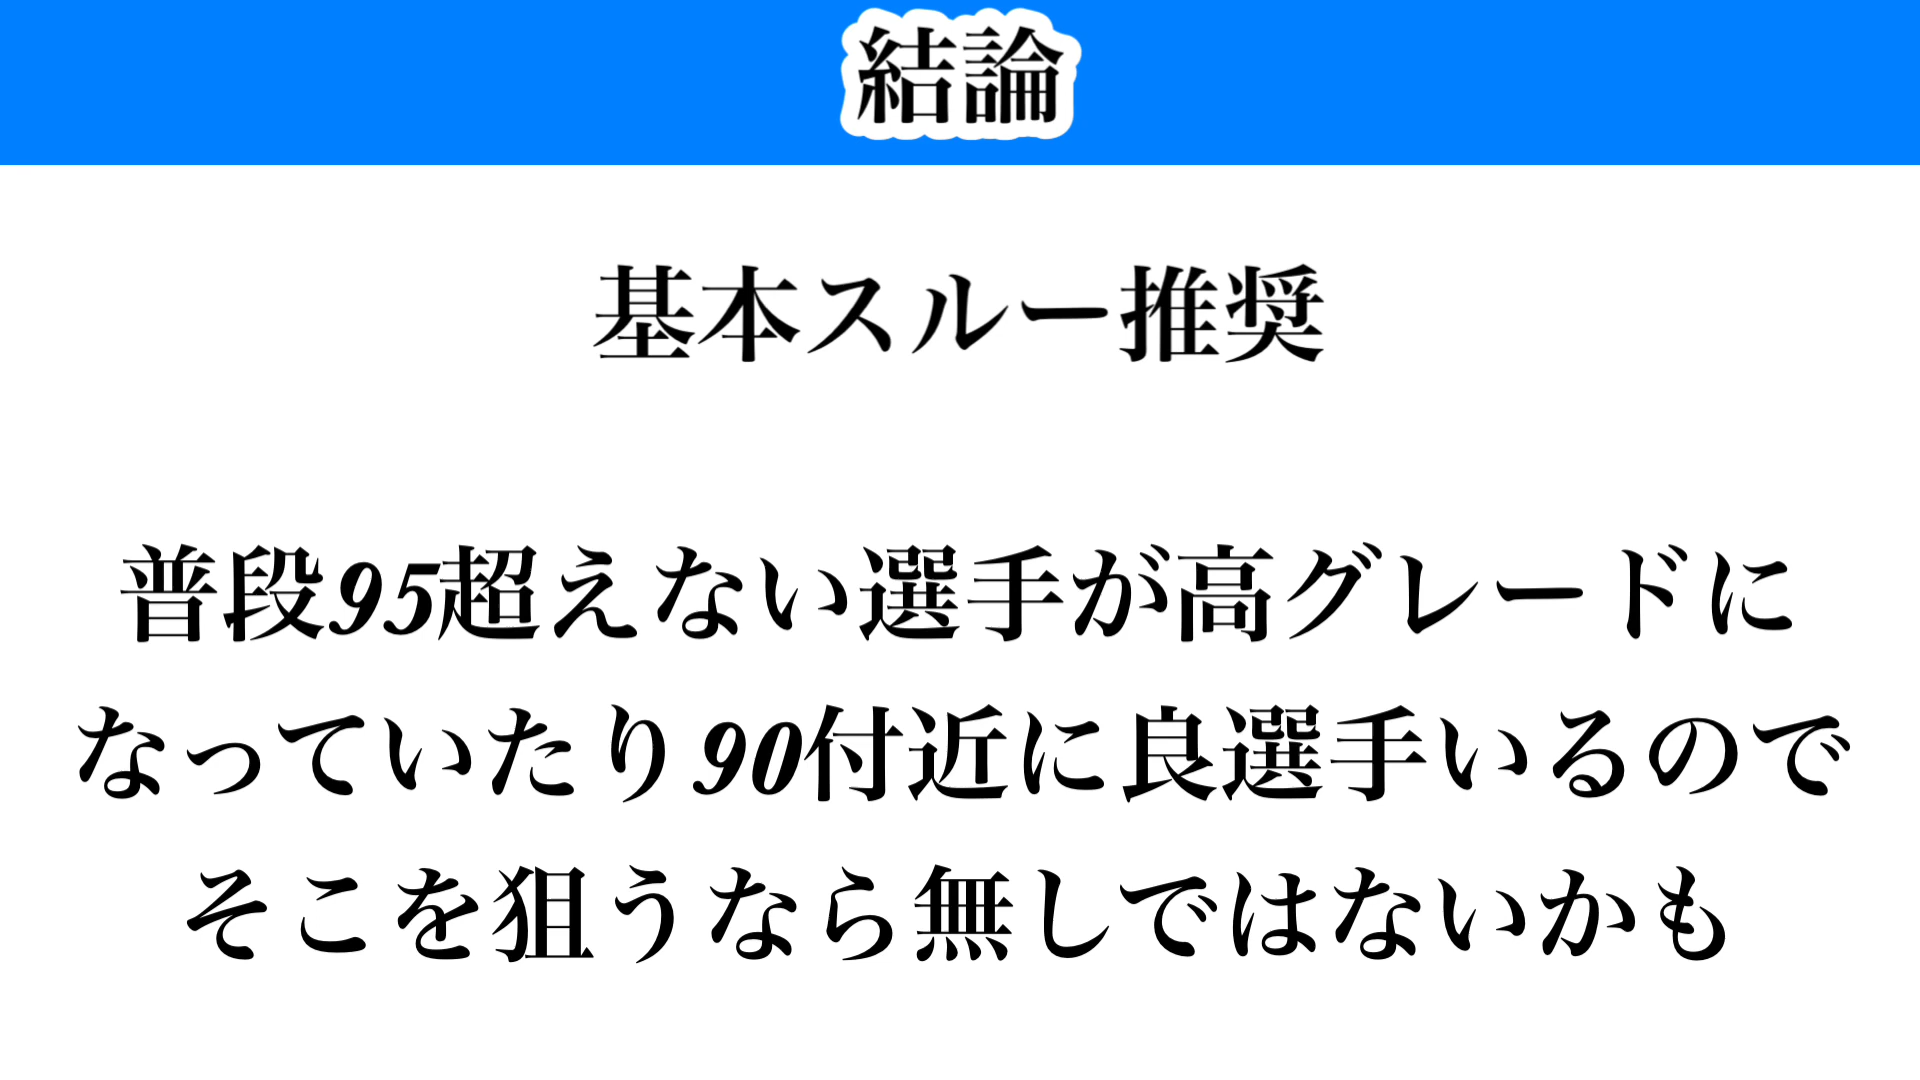 結論
基本スルー推奨
普段95超えない選手が高グレードに
なっていたり90付近に良選手いるので
そこを狙うなら無しではないかも